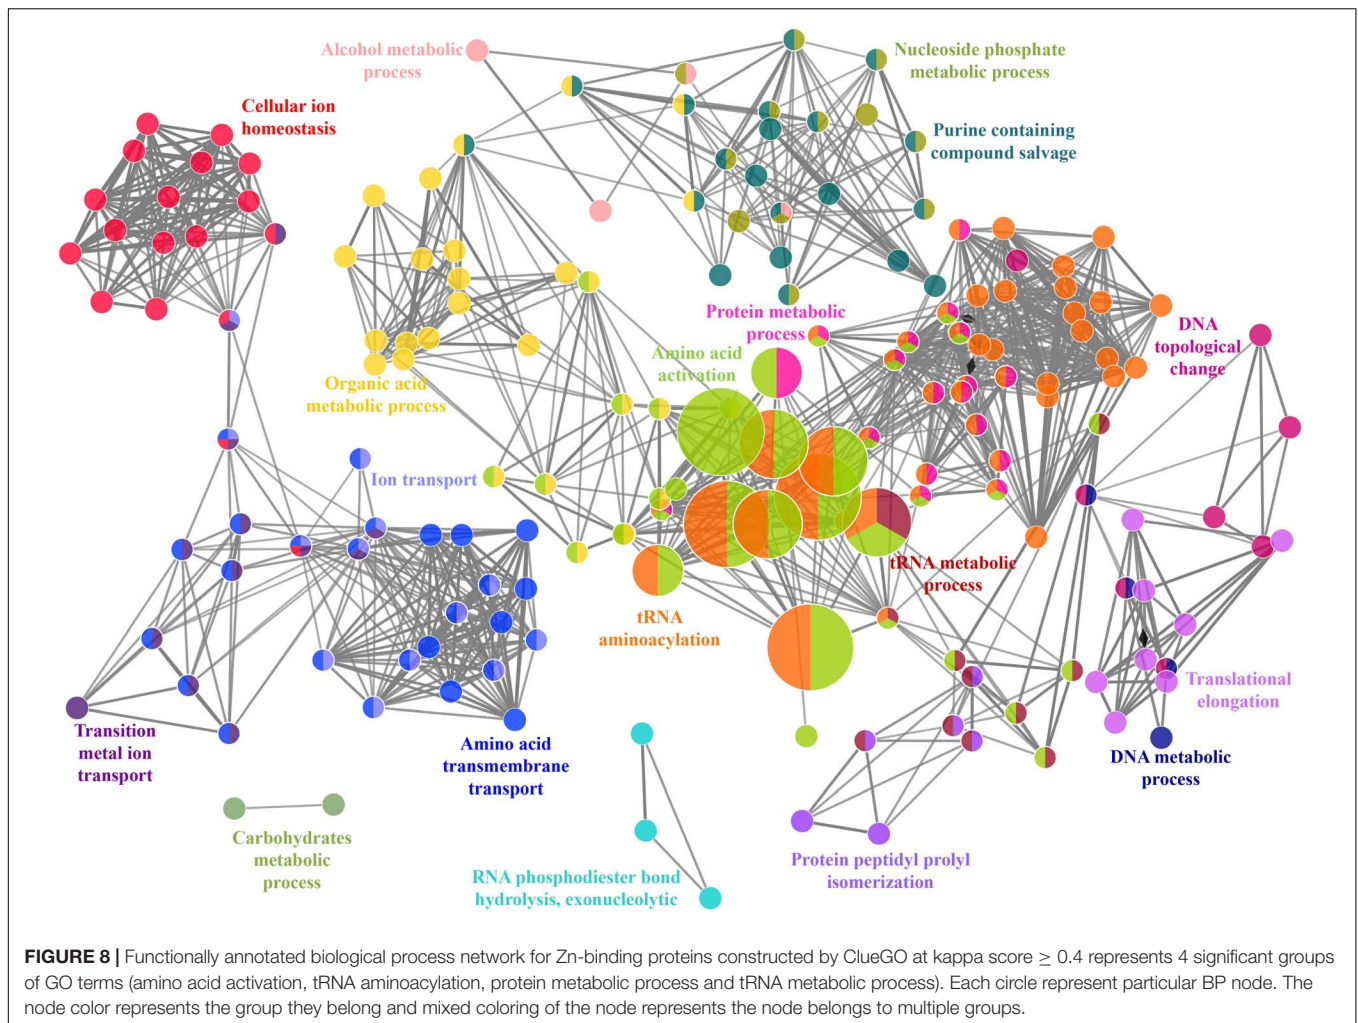 Alcohol metabolic
process
Nucleoside phosphate
metabolic process
Cellular ion
homeostasis
Purine containing
compound salvage
Protein metabolic
process
DNA
topological
change
Amino acid
activation
Organic acid
metabolic process
Ion transport
tRNA metabolic
process
tRNA
aminoacylation
Translational
elongation
Transition
metal ion
transport
Amino acid
transmembrane
transport
DNA metabolic
process
Carbohydrates
metabolic
process
RNA phosphodiester bond
hydrolysis, exonucleolytic
Protein peptidyl prolyl
isomerization
FIGURE 8 | Functionally annotated biological process network for Zn-binding proteins constructed by ClueGO at kappa score ≥ 0.4 represents 4 significant groups
of GO terms (amino acid activation, tRNA aminoacylation, protein metabolic process and tRNA metabolic process). Each circle represent particular BP node. The
node color represents the group they belong and mixed coloring of the node represents the node belongs to multiple groups.